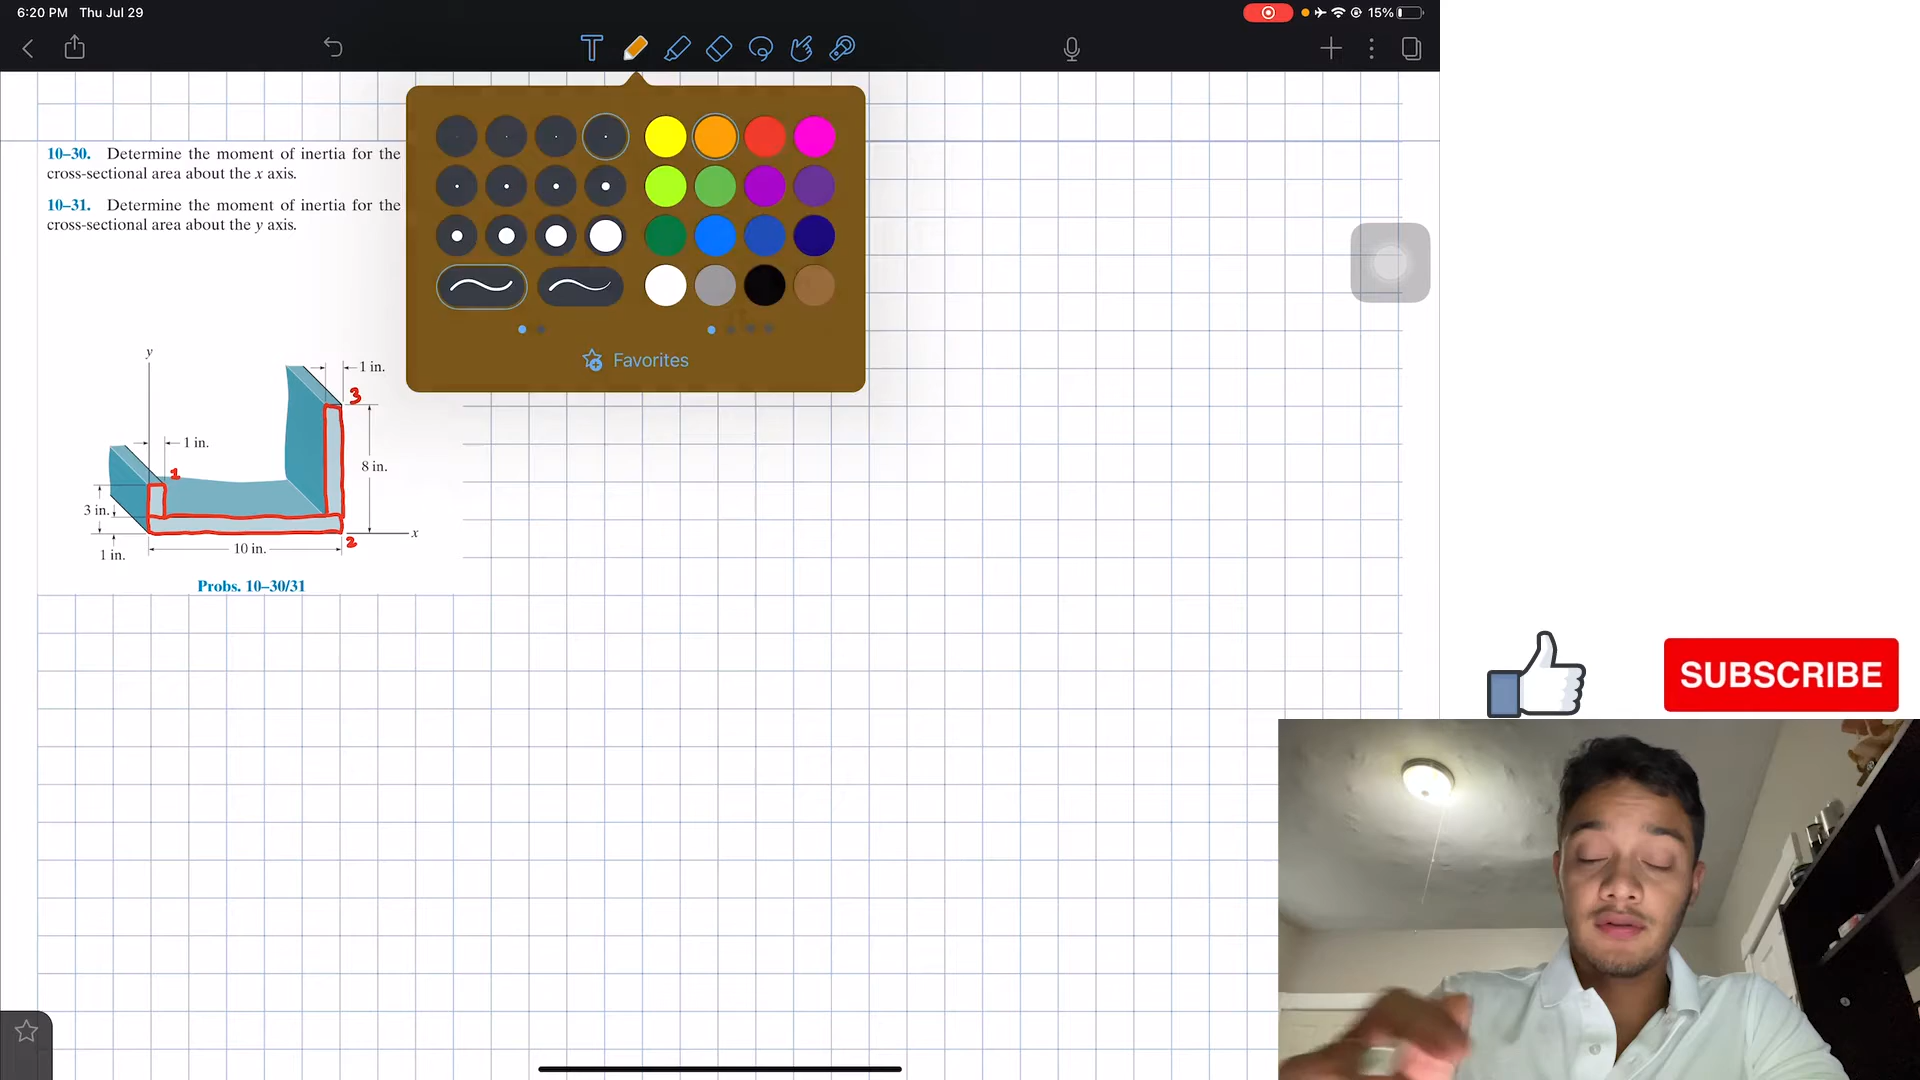 6:20 PM Thu Jul 29
15%
T
10–30. Determine the moment of inertia for the
cross-sectional area about the x axis.
10–31. Determine the moment of inertia for the
cross-sectional area about the y axis.
Favorites
y
1 in.
3
1 in.
8 in.
1
3 in.
x
2
10 in.
1 in.
Probs. 10–30/31
SUBSCRIBE